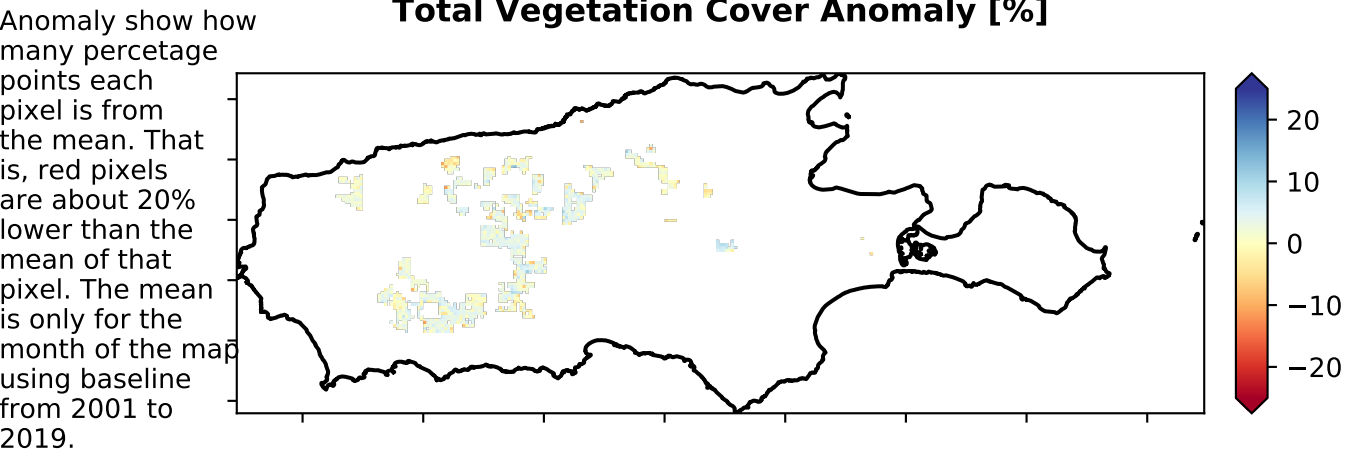 Total Vegetation Cover Anomaly [%]
Anomaly show how
many percetage
points each
pixel is from
the mean. That
is, red pixels
are about 20%
lower than the
mean of that
pixel. The mean
is only for the
month of the map
using baseline
from 2001 to
2019.
20
10
0
−10
−20